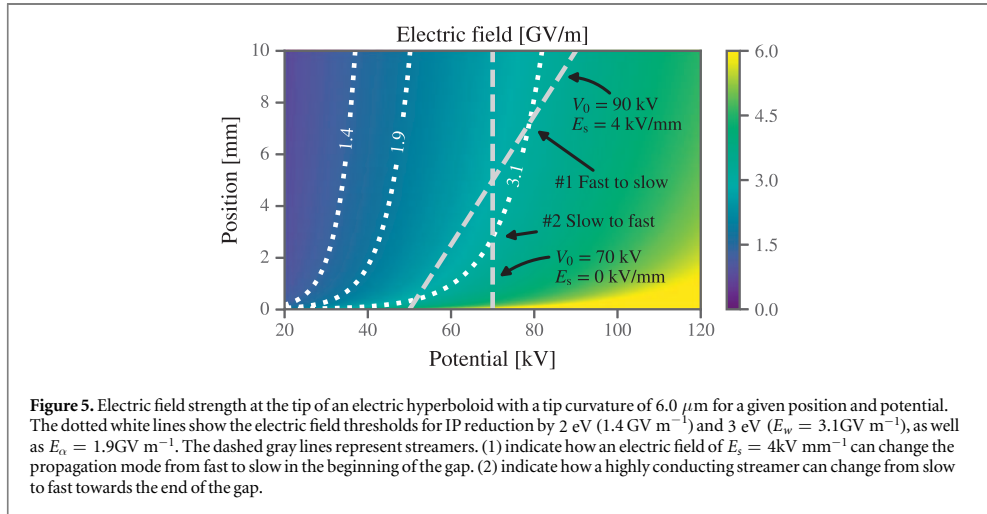 Electric field [GV/m]
10
8
6
4
2
0
Position [mm]
20
40
60
80
100
120
Potential [kV]
1.4
1.9
3.1
V₀ = 90 kV
Eₛ = 4 kV/mm
#1 Fast to slow
#2 Slow to fast
V₀ = 70 kV
Eₛ = 0 kV/mm
6.0
4.5
3.0
1.5
0.0
Figure 5. Electric field strength at the tip of an electric hyperboloid with a tip curvature of 6.0 μm for a given position and potential.
The dotted white lines show the electric field thresholds for IP reduction by 2 eV (1.4 GV m⁻¹) and 3 eV (E_w = 3.1GV m⁻¹), as well
as E_α = 1.9GV m⁻¹. The dashed gray lines represent streamers. (1) indicate how an electric field of Eₛ = 4kV mm⁻¹ can change the
propagation mode from fast to slow in the beginning of the gap. (2) indicate how a highly conducting streamer can change from slow
to fast towards the end of the gap.